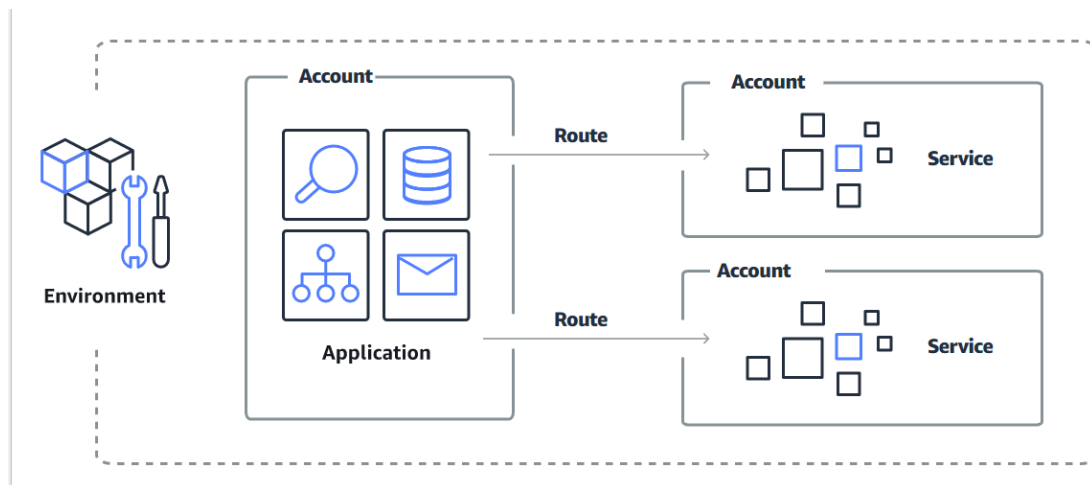 Account
Account
Route
Service
Environment
Account
Route
Service
Application